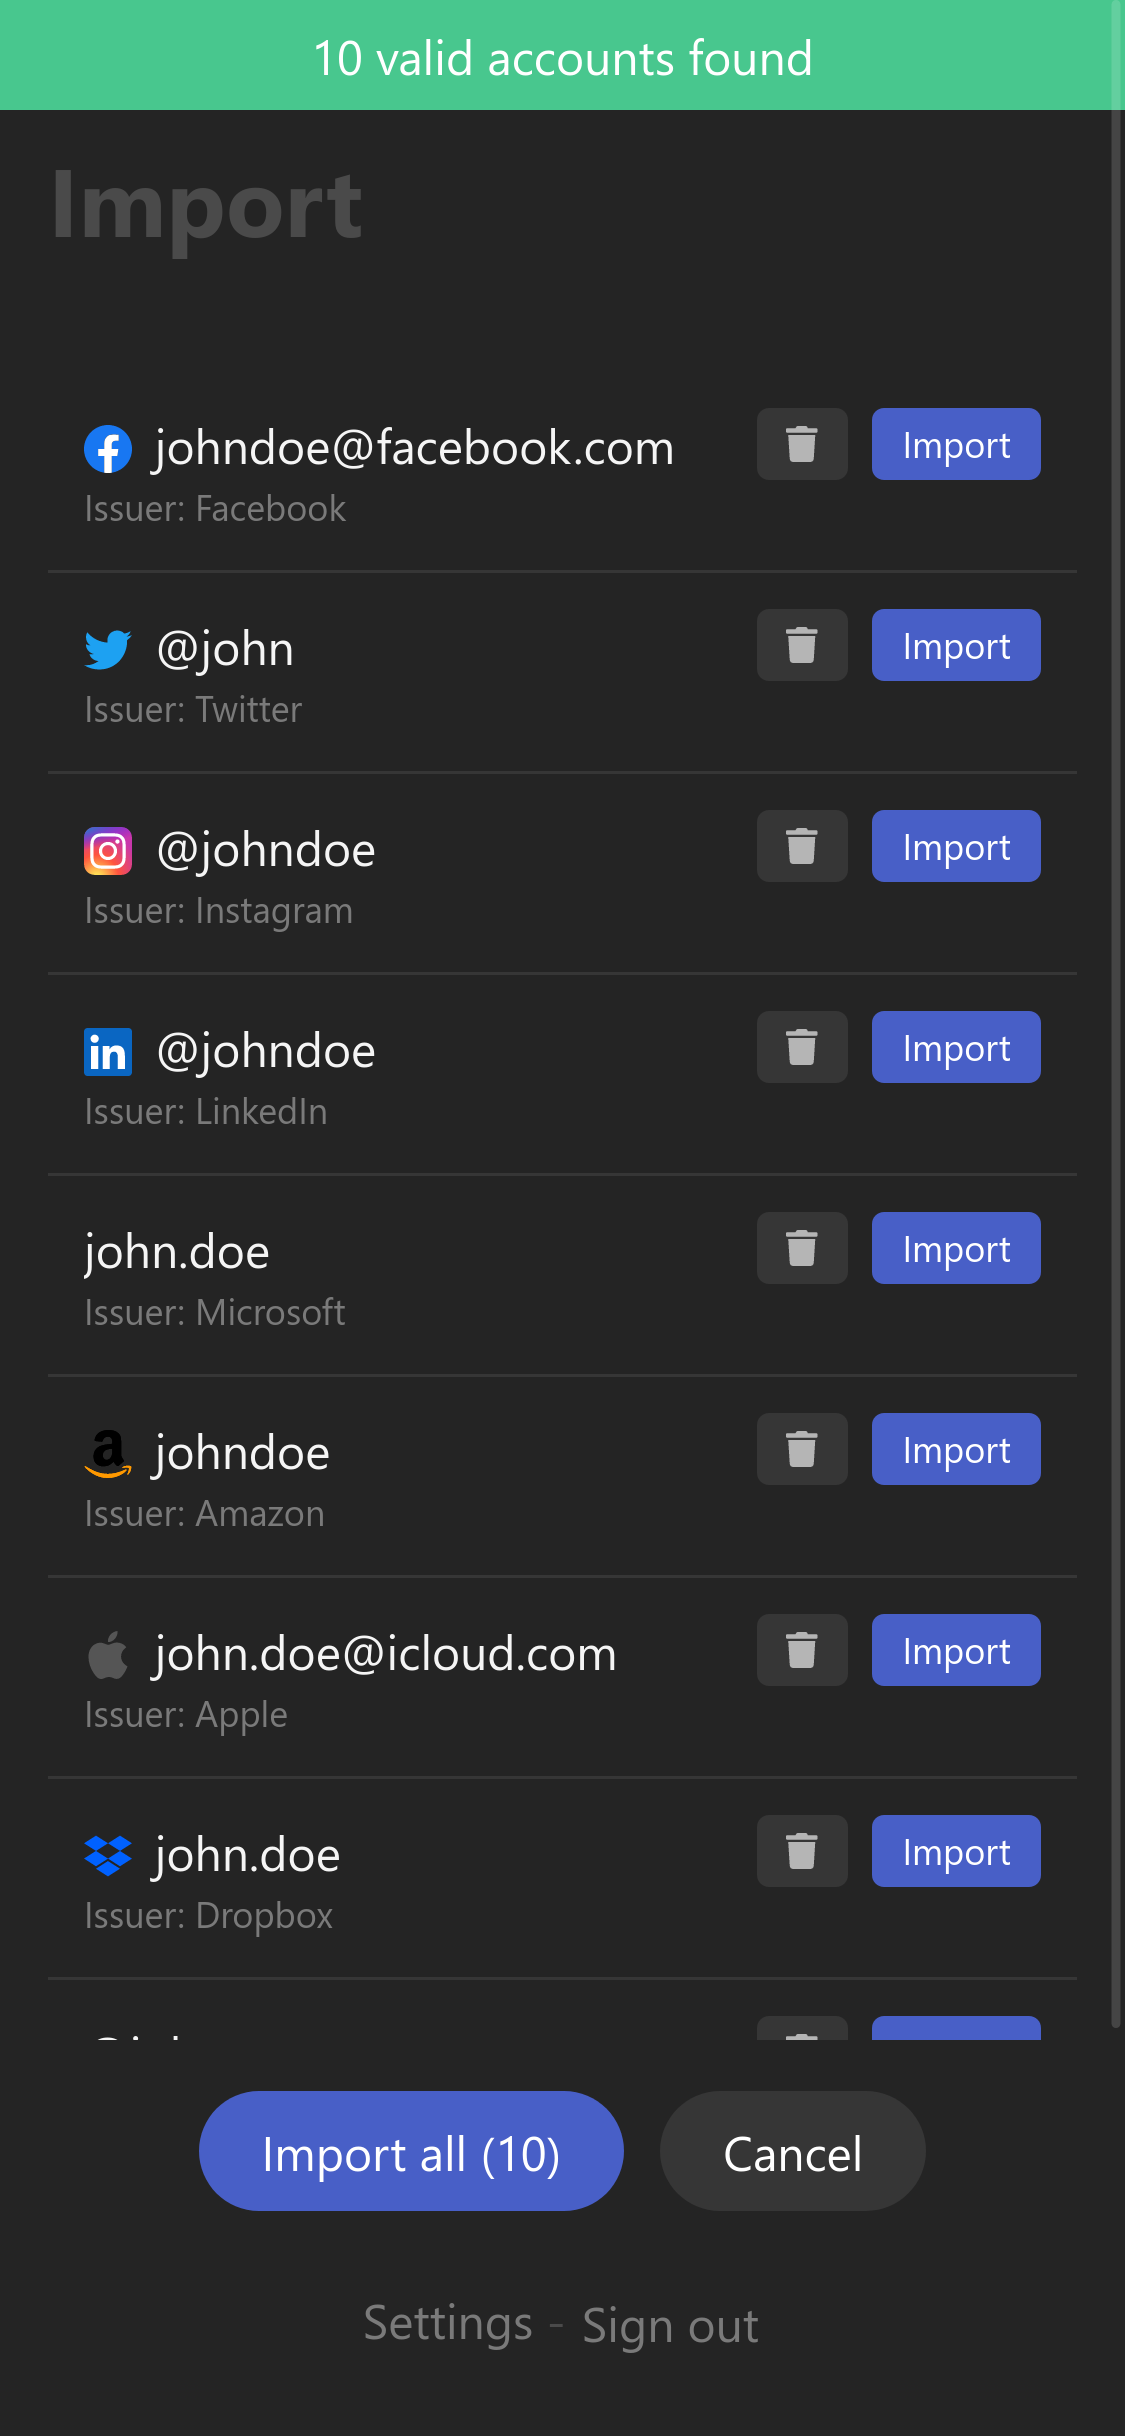 10 valid accounts found
Import
johndoe@facebook.com
Import
Issuer: Facebook
@john
Import
Issuer: Twitter
@johndoe
Import
Issuer: Instagram
@johndoe
Import
Issuer: LinkedIn
john.doe
Import
Issuer: Microsoft
johndoe
Import
Issuer: Amazon
john.doe@icloud.com
Import
Issuer: Apple
john.doe
Import
Issuer: Dropbox
Import all (10)
Cancel
Settings - Sign out